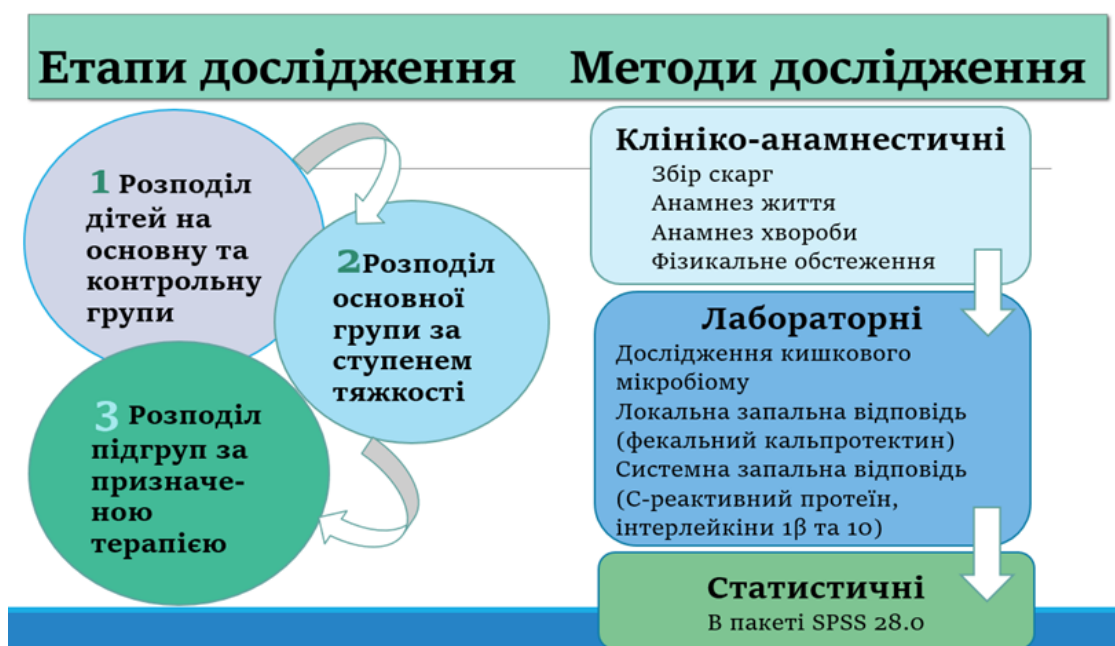 Етапи дослідження
Методи дослідження
1 Розподіл
дітей на
основну та
контрольну
групи
2Розподіл
основної
групи за
ступенем
тяжкості
3 Розподіл
підгруп за
призначе-
ною
терапією
Клініко-анамнестичні
Збір скарг
Анамнез життя
Анамнез хвороби
Фізикальне обстеження
Лабораторні
Дослідження кишкового
мікробіому
Локальна запальна відповідь
(фекальний кальпротектин)
Системна запальна відповідь
(С-реактивний протеїн,
інтерлейкіни 1β та 10)
Статистичні
В пакеті SPSS 28.0